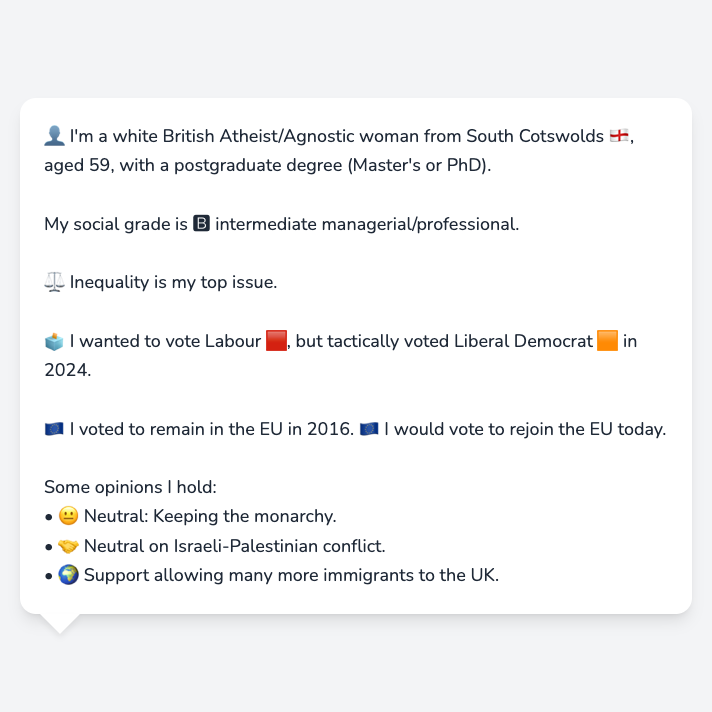 👤 I'm a white British Atheist/Agnostic woman from South Cotswolds 🏴󠁧󠁢󠁥󠁮󠁧󠁿,
aged 59, with a postgraduate degree (Master's or PhD).
My social grade is 🅱 intermediate managerial/professional.
⚖️ Inequality is my top issue.
🗳️ I wanted to vote Labour 🟥, but tactically voted Liberal Democrat 🟧 in
2024.
🇪🇺 I voted to remain in the EU in 2016. 🇪🇺 I would vote to rejoin the EU today.
Some opinions I hold:
• 😐 Neutral: Keeping the monarchy.
• 🤝 Neutral on Israeli-Palestinian conflict.
• 🌍 Support allowing many more immigrants to the UK.